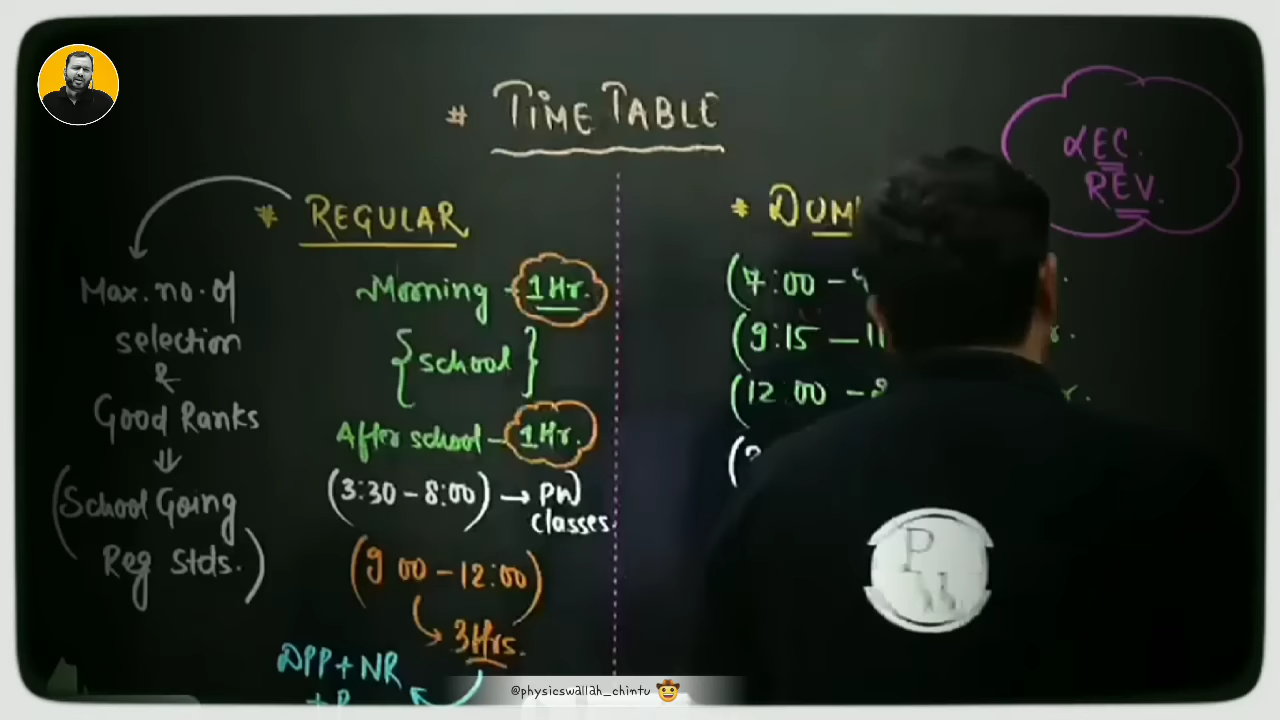 # TIME TABLE
* REGULAR
Max. no. of
selection
&
Good Ranks
(School Going
Reg stds.)
Morning - 1 Hr.
{school}
After school - 1 Hr.
(3:30 - 8:00) → PW
classes
(9 00 - 12:00)
3 Hrs.
DPP + NR
* DUM
(7:00 -
(9:15 — 11
(12 00 -
LEC.
REV.
PW
@physicswallah_chintu